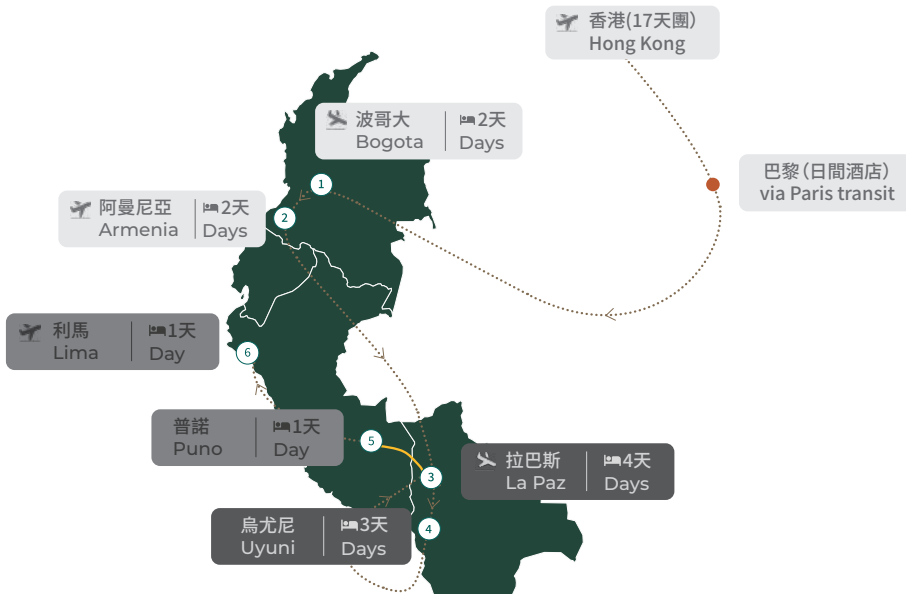 香港(17天團)
Hong Kong
波哥大
Bogota
2天
Days
巴黎（日間酒店）
via Paris transit
1
阿曼尼亞
Armenia
2天
Days
2
利馬
Lima
1天
Day
6
普諾
Puno
1天
Day
5
拉巴斯
La Paz
4天
Days
3
烏尤尼
Uyuni
3天
Days
4